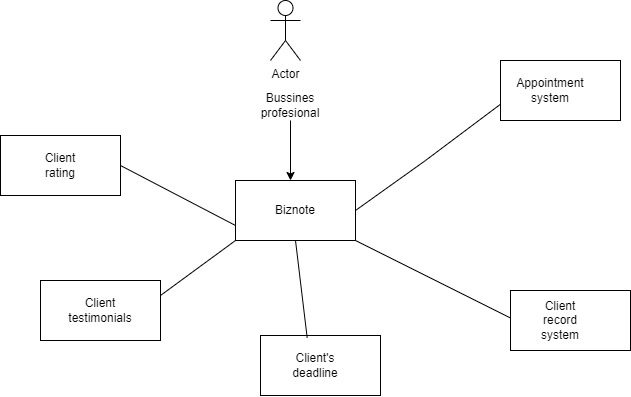 Actor
Bussines
profesional
Appointment
system
Client
rating
Biznote
Client
testimonials
Client's
deadline
Client
record
system